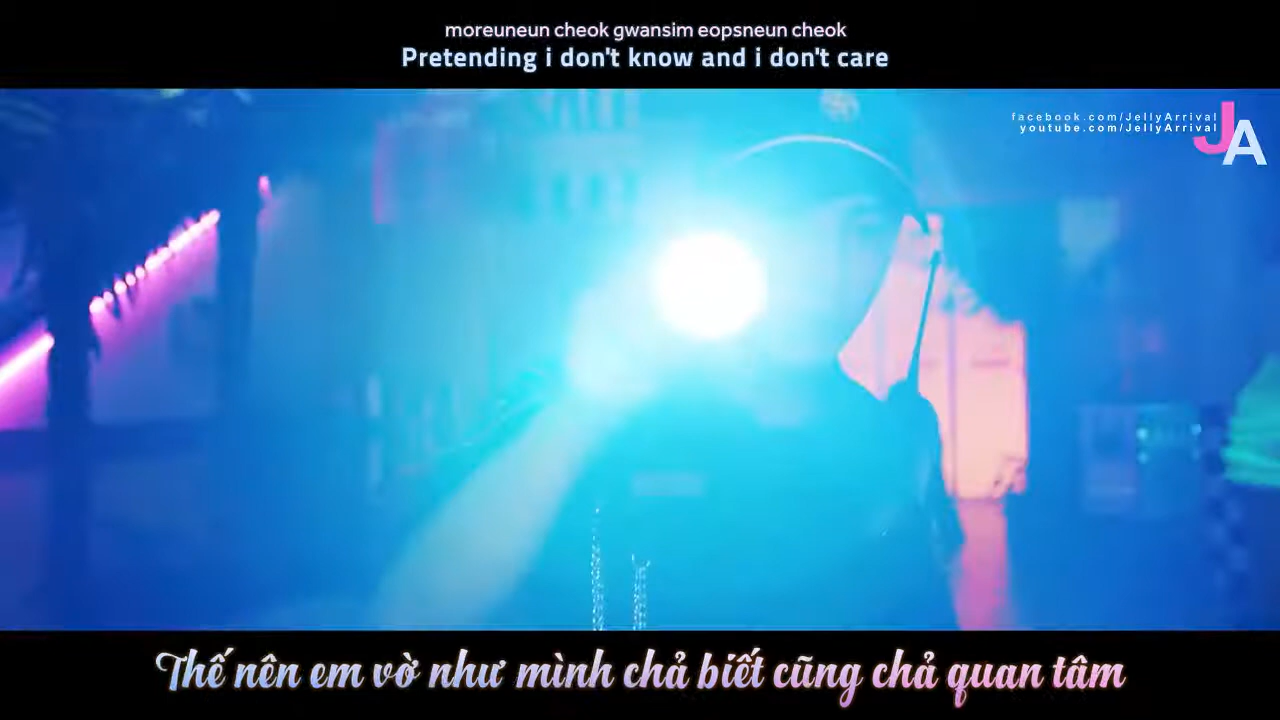 moreuneun cheok gwansim eopsneun cheok
Pretending i don't know and i don't care
facebook.com/JellyArrival
youtube.com/JellyArrival
JA
Thế nên em vờ như mình chả biết cũng chả quan tâm